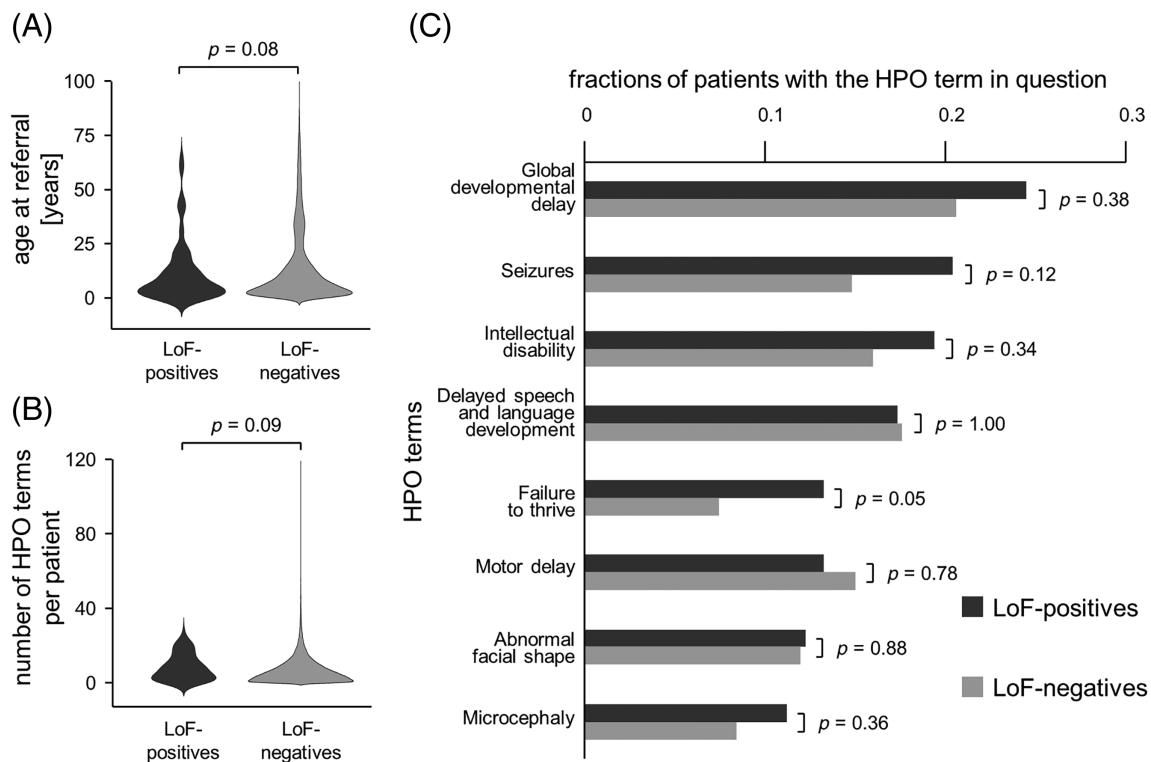 (A)
p = 0.08
100
75
50
25
0
age at referral
[years]
LoF-
positives
LoF-
negatives
(B)
p = 0.09
120
80
40
0
number of HPO terms
per patient
LoF-
positives
LoF-
negatives
(C)
fractions of patients with the HPO term in question
0 0.1 0.2 0.3
HPO terms
Global
developmental
delay
p = 0.38
Seizures
p = 0.12
Intellectual
disability
p = 0.34
Delayed speech
and language
development
p = 1.00
Failure
to thrive
p = 0.05
Motor delay
p = 0.78
Abnormal
facial shape
p = 0.88
Microcephaly
p = 0.36
LoF-positives
LoF-negatives